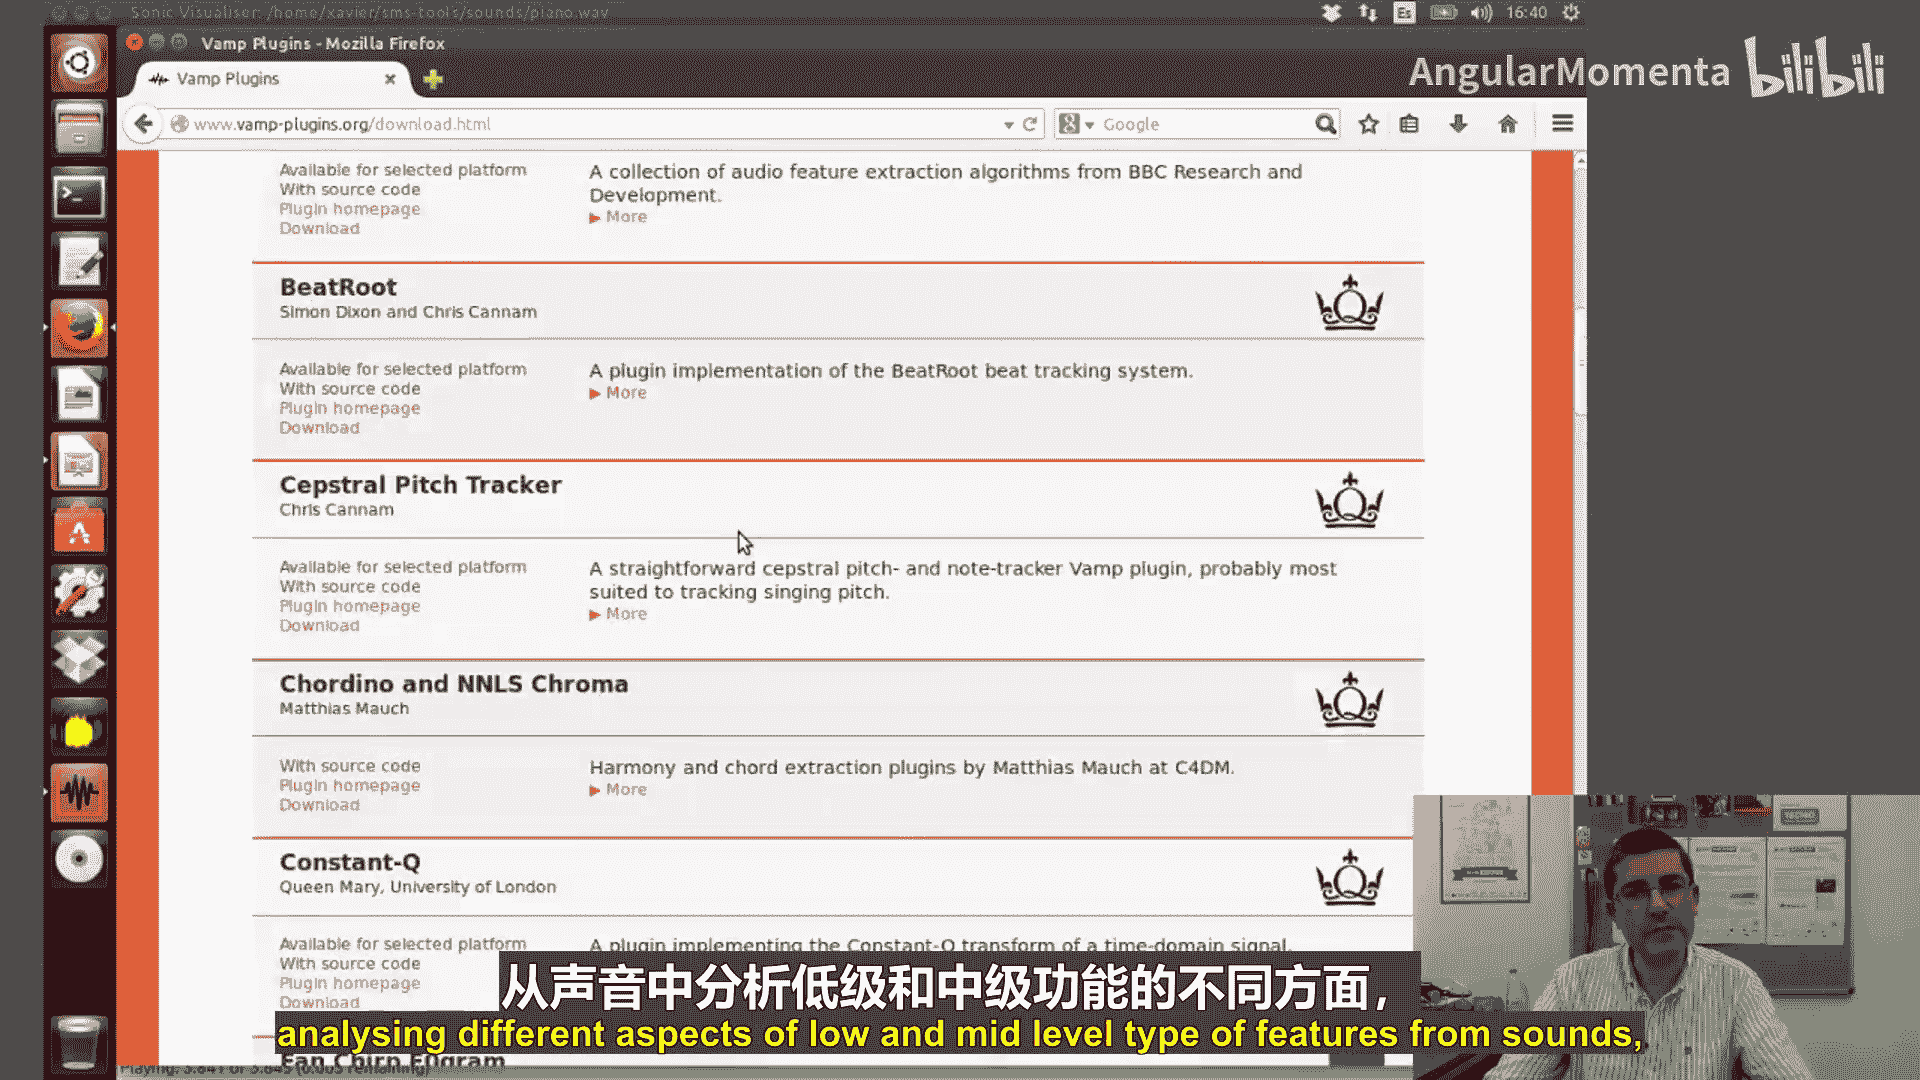 Sonic Visualiser: /home/xavier/sms-tools/sounds/piano.wav
Es
16:40
Vamp Plugins - Mozilla Firefox
Vamp Plugins
AngularMomenta bilibili
www.vamp-plugins.org/download.html
Google
Available for selected platform
With source code
Plugin homepage
Download
A collection of audio feature extraction algorithms from BBC Research and
Development.
▶ More
BeatRoot
Simon Dixon and Chris Cannam
Available for selected platform
With source code
Plugin homepage
Download
A plugin implementation of the BeatRoot beat tracking system.
▶ More
Cepstral Pitch Tracker
Chris Cannam
Available for selected platform
With source code
Plugin homepage
Download
A straightforward cepstral pitch- and note-tracker Vamp plugin, probably most
suited to tracking singing pitch.
▶ More
Chordino and NNLS Chroma
Matthias Mauch
With source code
Plugin homepage
Download
Harmony and chord extraction plugins by Matthias Mauch at C4DM.
▶ More
Constant-Q
Queen Mary, University of London
Available for selected platform
With source code
Plugin homepage
Download
A plugin implementing the Constant-Q transform of a time-domain signal.
从声音中分析低级和中级功能的不同方面，
analysing different aspects of low and mid level type of features from sounds,
Fan Chirp F0gram